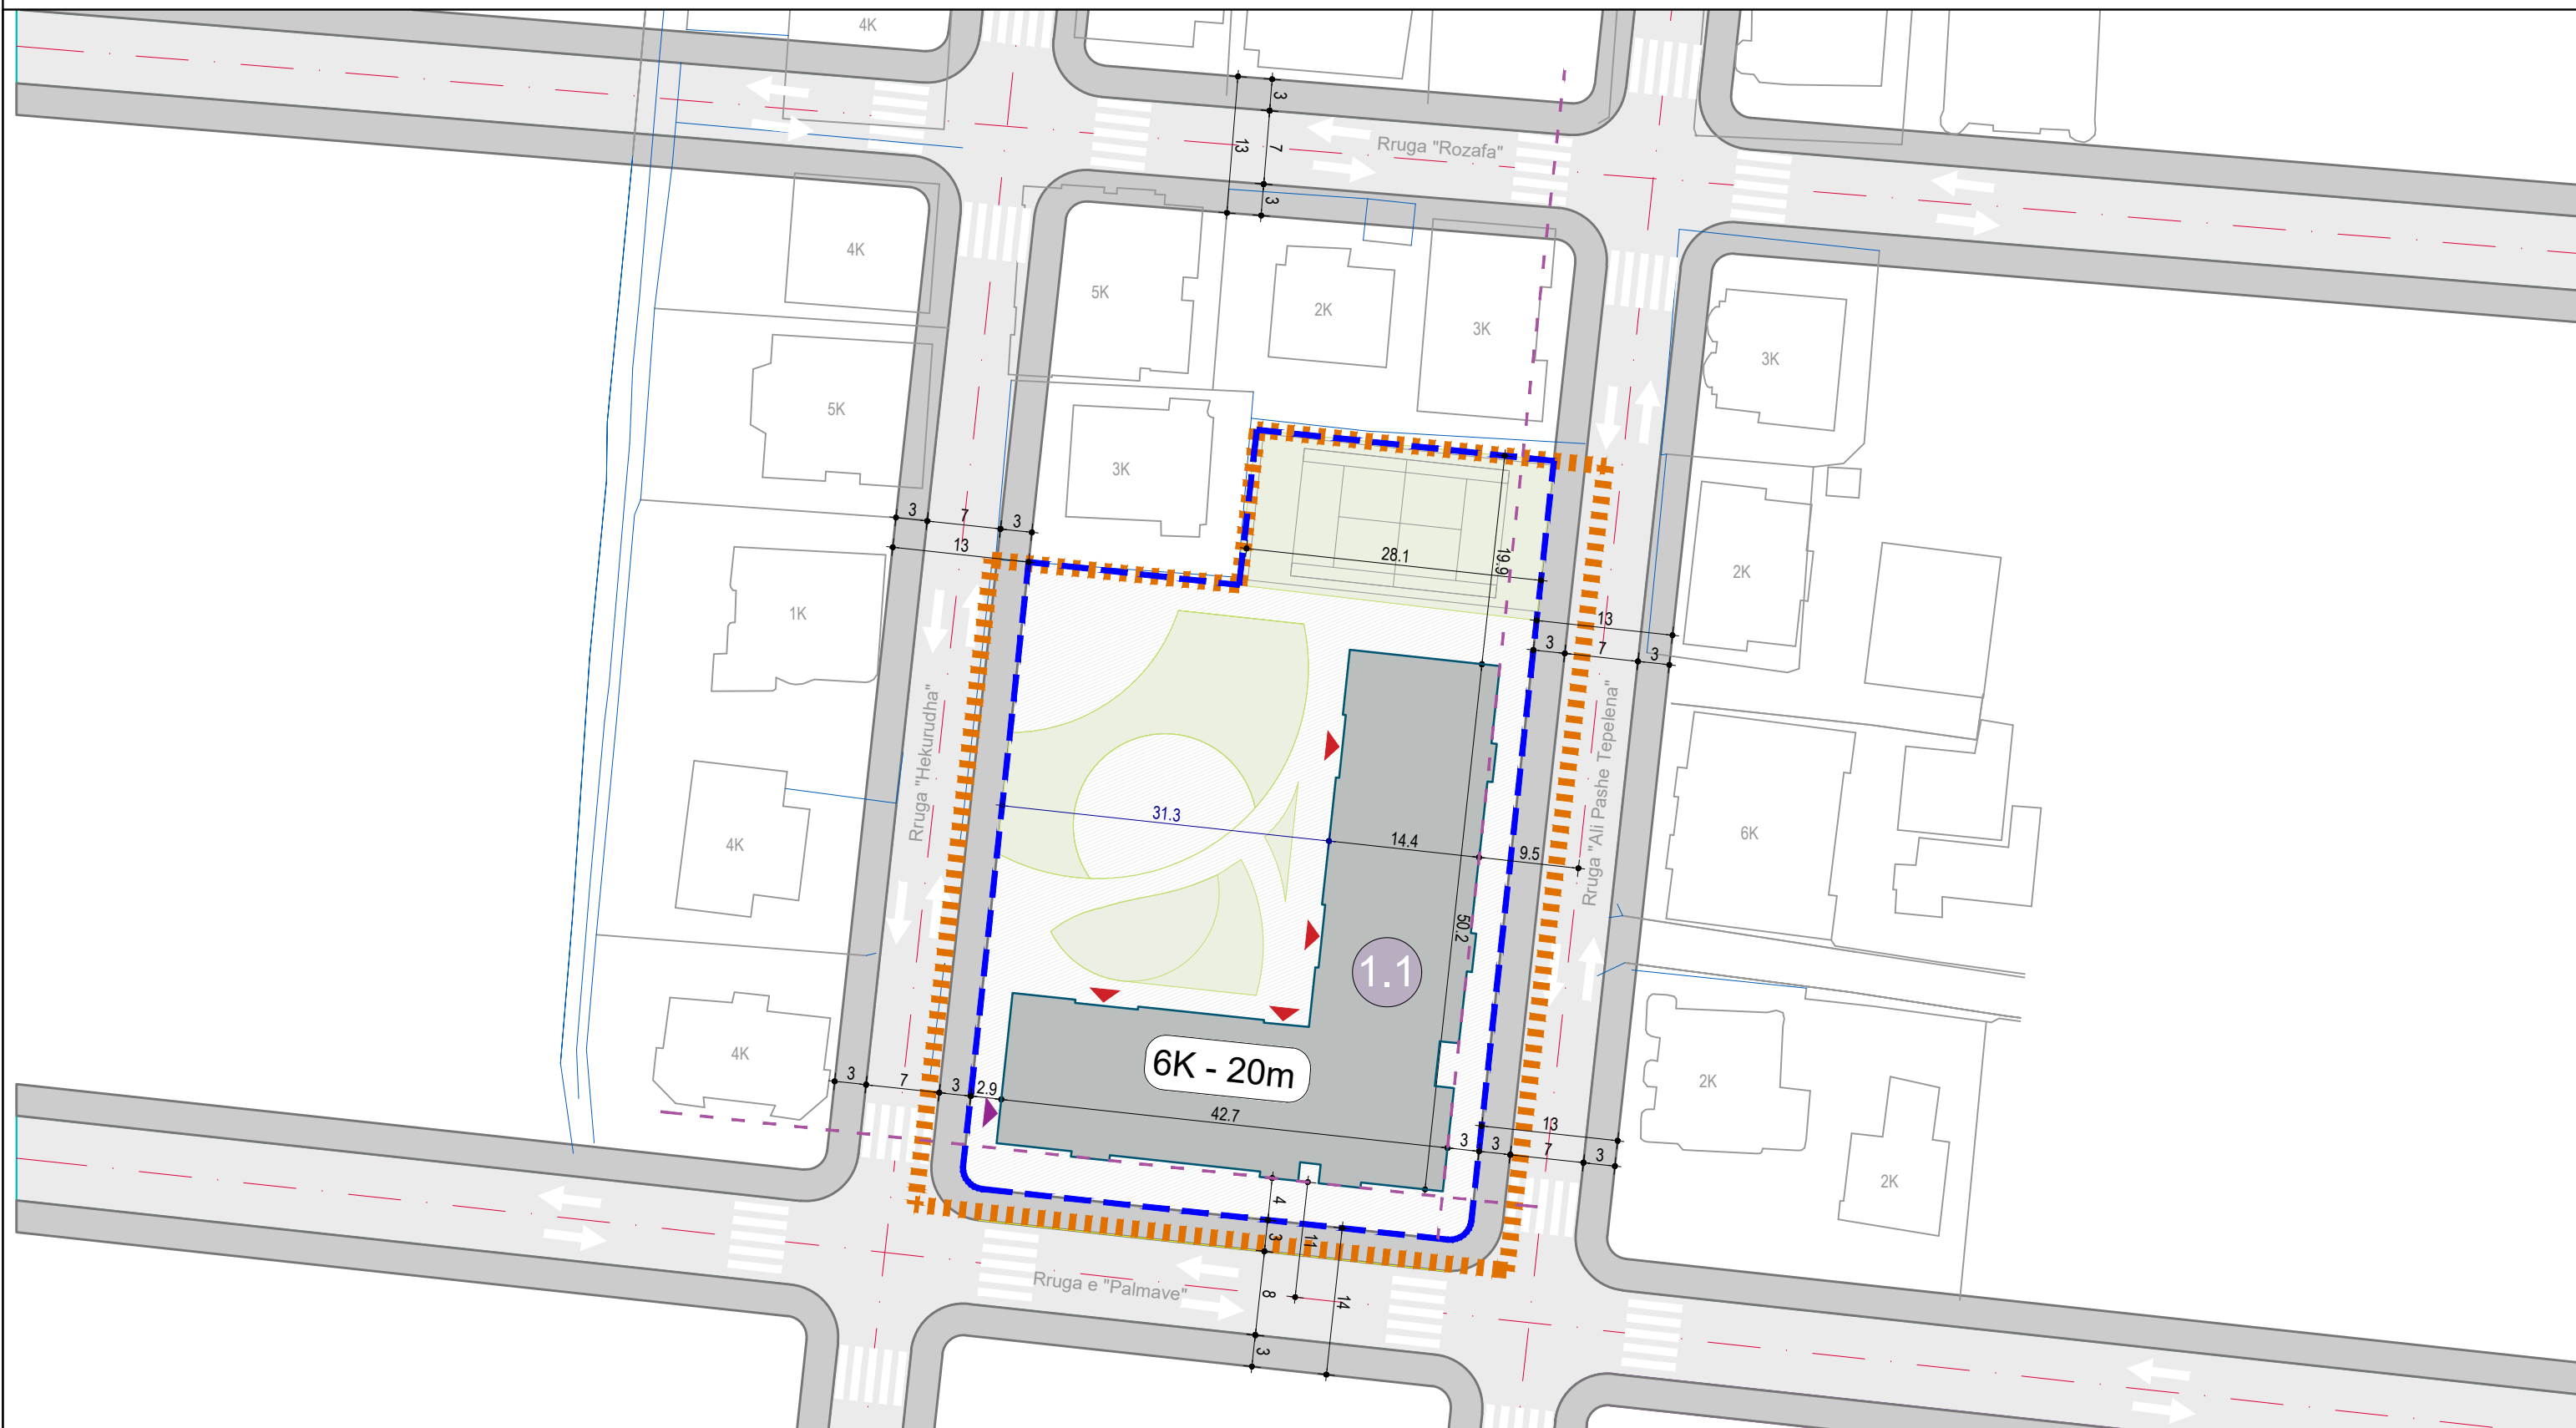 4K
3
13
7
3
Rruga "Rozafa"
4K
5K
2K
3K
3K
5K
3K
3
7
3
13
28.1
19.9
2K
1K
13
3
7
3
Rruga "Hekurudha"
Rruga "Ali Pashe Tepelena"
31.3
14.4
9.5
6K
4K
50.2
1.1
4K
6K - 20m
2K
3
7
3
2.9
42.7
13
3
3
7
3
2K
4
3
11
Rruga e "Palmave"
8
14
3